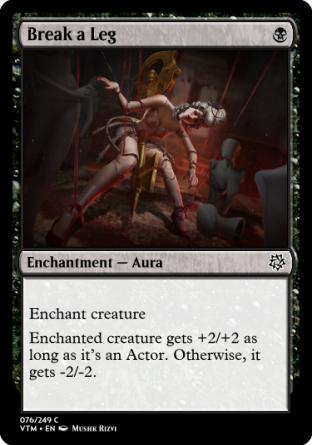 Break a Leg
Enchantment — Aura
Enchant creature
Enchanted creature gets +2/+2 as
long as it's an Actor. Otherwise, it
gets -2/-2.
076/249 C
VTM • EN Mushk Rizvi